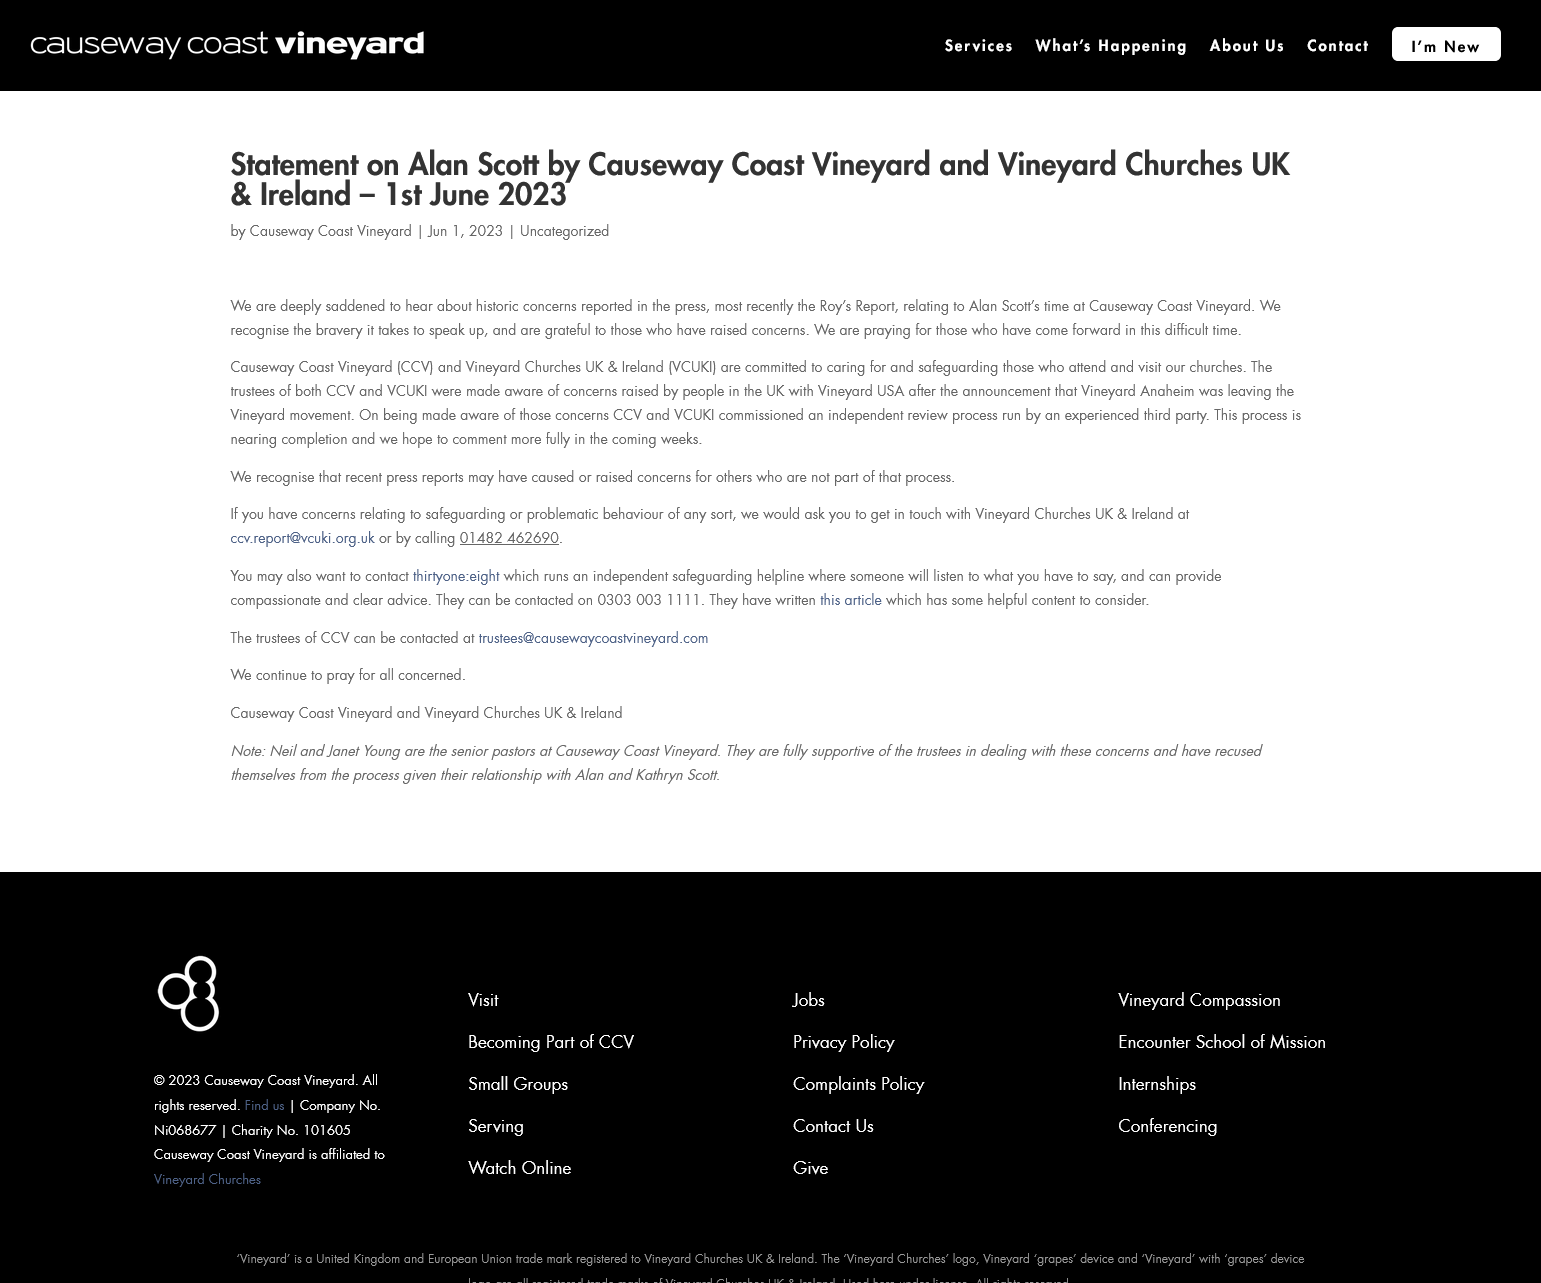 causeway coast vineyard
Services
What's Happening
About Us
Contact
I'm New
Statement on Alan Scott by Causeway Coast Vineyard and Vineyard Churches UK
& Ireland – 1st June 2023
by Causeway Coast Vineyard | Jun 1, 2023 | Uncategorized
We are deeply saddened to hear about historic concerns reported in the press, most recently the Roy's Report, relating to Alan Scott's time at Causeway Coast Vineyard. We
recognise the bravery it takes to speak up, and are grateful to those who have raised concerns. We are praying for those who have come forward in this difficult time.
Causeway Coast Vineyard (CCV) and Vineyard Churches UK & Ireland (VCUKI) are committed to caring for and safeguarding those who attend and visit our churches. The
trustees of both CCV and VCUKI were made aware of concerns raised by people in the UK with Vineyard USA after the announcement that Vineyard Anaheim was leaving the
Vineyard movement. On being made aware of those concerns CCV and VCUKI commissioned an independent review process run by an experienced third party. This process is
nearing completion and we hope to comment more fully in the coming weeks.
We recognise that recent press reports may have caused or raised concerns for others who are not part of that process.
If you have concerns relating to safeguarding or problematic behaviour of any sort, we would ask you to get in touch with Vineyard Churches UK & Ireland at
ccv.report@vcuki.org.uk or by calling 01482 462690.
You may also want to contact thirtyone:eight which runs an independent safeguarding helpline where someone will listen to what you have to say, and can provide
compassionate and clear advice. They can be contacted on 0303 003 1111. They have written this article which has some helpful content to consider.
The trustees of CCV can be contacted at trustees@causewaycoastvineyard.com
We continue to pray for all concerned.
Causeway Coast Vineyard and Vineyard Churches UK & Ireland
Note: Neil and Janet Young are the senior pastors at Causeway Coast Vineyard. They are fully supportive of the trustees in dealing with these concerns and have recused
themselves from the process given their relationship with Alan and Kathryn Scott.
© 2023 Causeway Coast Vineyard. All
rights reserved. Find us | Company No.
Ni068677 | Charity No. 101605
Causeway Coast Vineyard is affiliated to
Vineyard Churches
Visit
Becoming Part of CCV
Small Groups
Serving
Watch Online
Jobs
Privacy Policy
Complaints Policy
Contact Us
Give
Vineyard Compassion
Encounter School of Mission
Internships
Conferencing
'Vineyard' is a United Kingdom and European Union trade mark registered to Vineyard Churches UK & Ireland. The 'Vineyard Churches' logo, Vineyard 'grapes' device and 'Vineyard' with 'grapes' device
logo are all registered trade marks of Vineyard Churches UK & Ireland. Used here under license. All rights reserved.